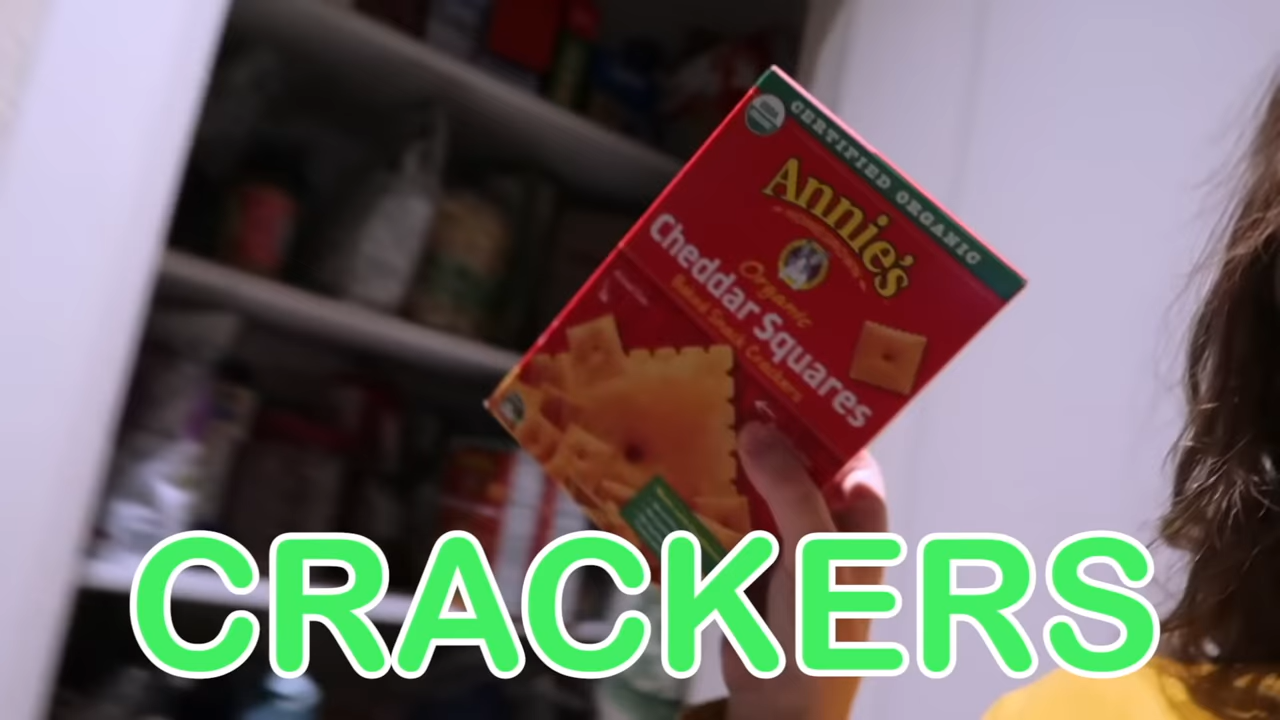 CERTIFIED ORGANIC
Annie's
Organic
Cheddar Squares
Baked Snack Crackers
CRACKERS